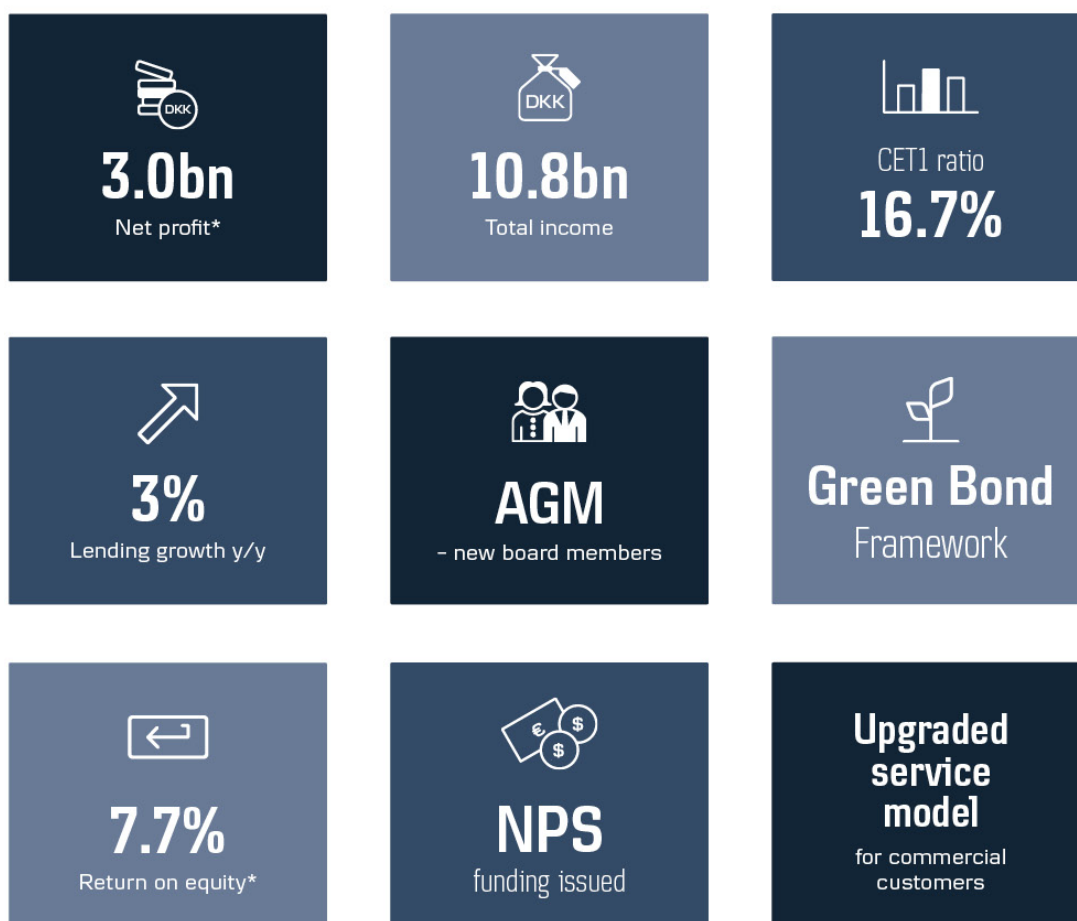 DKK
3.0bn
Net profit*
DKK
10.8bn
Total income
CET1 ratio
16.7%
3%
Lending growth y/y
AGM
– new board members
Green Bond
Framework
7.7%
Return on equity*
€ $
$
NPS
funding issued
Upgraded
service
model
for commercial
customers